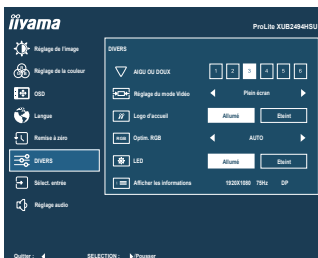 iiyama
ProLite XUB2494HSU
Réglage de l'image
Réglage de la couleur
OSD
Langue
Remise à zéro
DIVERS
Sélect. entrée
Réglage audio
DIVERS
AIGU OU DOUX 1 2 3 4 5 6
Réglage du mode Vidéo Plein écran
Logo d'accueil Allumé Eteint
RGB Optim. RGB AUTO
LED Allumé Eteint
Afficher les informations 1920X1080 75Hz DP
Quitter : SELECTION : /Pousser